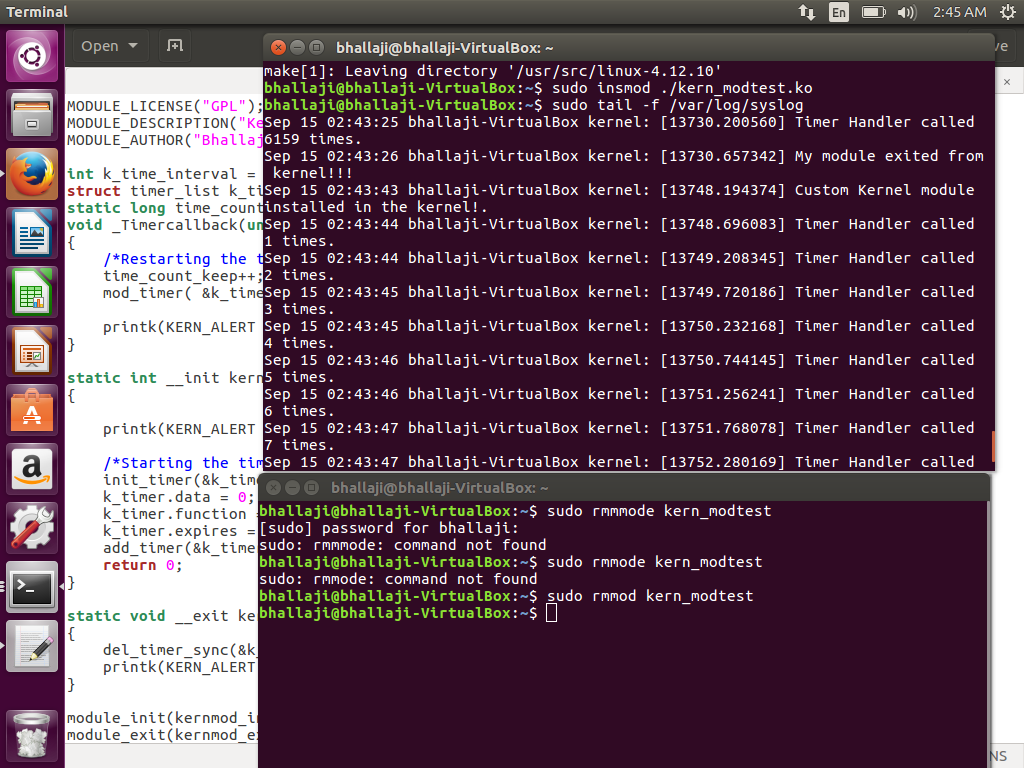 Terminal
En
2:45 AM
Open
ve
MODULE_LICENSE("GPL");
MODULE_DESCRIPTION("Ke
MODULE_AUTHOR("Bhallaj
int k_time_interval =
struct timer_list k_ti
static long time_count
void _Timercallback(un
{
/*Restarting the t
time_count_keep++;
mod_timer( &k_time
printk(KERN_ALERT
}
static int __init kern
{
printk(KERN_ALERT
/*Starting the tim
init_timer(&k_time
k_timer.data = 0;
k_timer.function =
k_timer.expires =
add_timer(&k_time
return 0;
}
static void __exit ke
{
del_timer_sync(&k_
printk(KERN_ALERT
}
module_init(kernmod_in
module_exit(kernmod_ex
bhallaji@bhallaji-VirtualBox: ~
make[1]: Leaving directory '/usr/src/linux-4.12.10'
bhallaji@bhallaji-VirtualBox:~$ sudo insmod ./kern_modtest.ko
bhallaji@bhallaji-VirtualBox:~$ sudo tail -f /var/log/syslog
Sep 15 02:43:25 bhallaji-VirtualBox kernel: [13730.200560] Timer Handler called
6159 times.
Sep 15 02:43:26 bhallaji-VirtualBox kernel: [13730.657342] My module exited from
kernel!!!
Sep 15 02:43:43 bhallaji-VirtualBox kernel: [13748.194374] Custom Kernel module
installed in the kernel!.
Sep 15 02:43:44 bhallaji-VirtualBox kernel: [13748.696083] Timer Handler called
1 times.
Sep 15 02:43:44 bhallaji-VirtualBox kernel: [13749.208345] Timer Handler called
2 times.
Sep 15 02:43:45 bhallaji-VirtualBox kernel: [13749.720186] Timer Handler called
3 times.
Sep 15 02:43:45 bhallaji-VirtualBox kernel: [13750.232168] Timer Handler called
4 times.
Sep 15 02:43:46 bhallaji-VirtualBox kernel: [13750.744145] Timer Handler called
5 times.
Sep 15 02:43:46 bhallaji-VirtualBox kernel: [13751.256241] Timer Handler called
6 times.
Sep 15 02:43:47 bhallaji-VirtualBox kernel: [13751.768078] Timer Handler called
7 times.
Sep 15 02:43:47 bhallaji-VirtualBox kernel: [13752.280169] Timer Handler called
bhallaji@bhallaji-VirtualBox: ~
bhallaji@bhallaji-VirtualBox:~$ sudo rmmmode kern_modtest
[sudo] password for bhallaji:
sudo: rmmmode: command not found
bhallaji@bhallaji-VirtualBox:~$ sudo rmmode kern_modtest
sudo: rmmode: command not found
bhallaji@bhallaji-VirtualBox:~$ sudo rmmod kern_modtest
bhallaji@bhallaji-VirtualBox:~$
NS